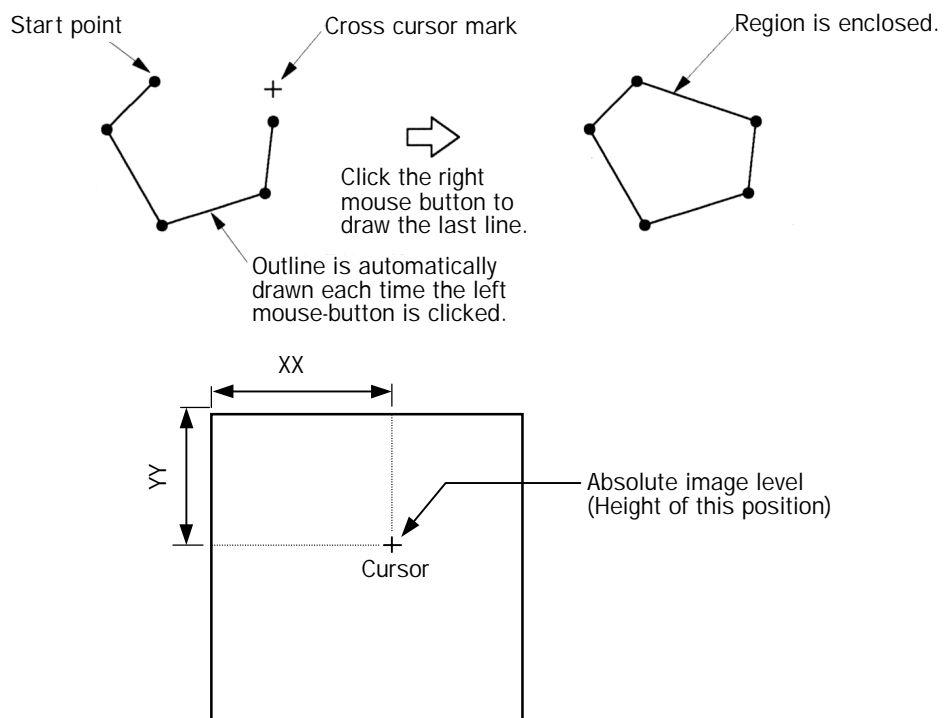 Start point
Cross cursor mark
Region is enclosed.
Click the right
mouse button to
draw the last line.
Outline is automatically
drawn each time the left
mouse-button is clicked.
XX
YY
Absolute image level
(Height of this position)
Cursor